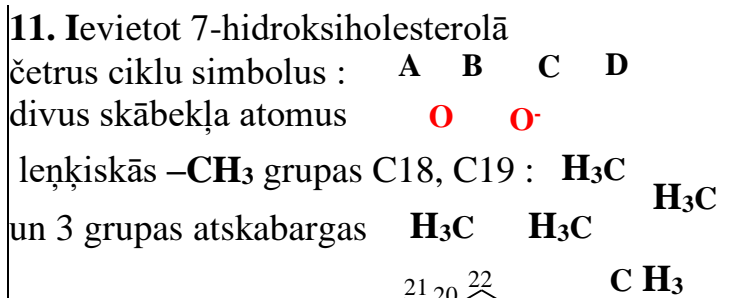 11. Ievietot 7-hidroksiholesterolā
četrus ciklu simbolus : A B C D
divus skābekļa atomus O O-
leņķiskās –CH₃ grupas C18, C19 : H₃C
H₃C
un 3 grupas atskabargas H₃C H₃C
21 20 22 C H₃